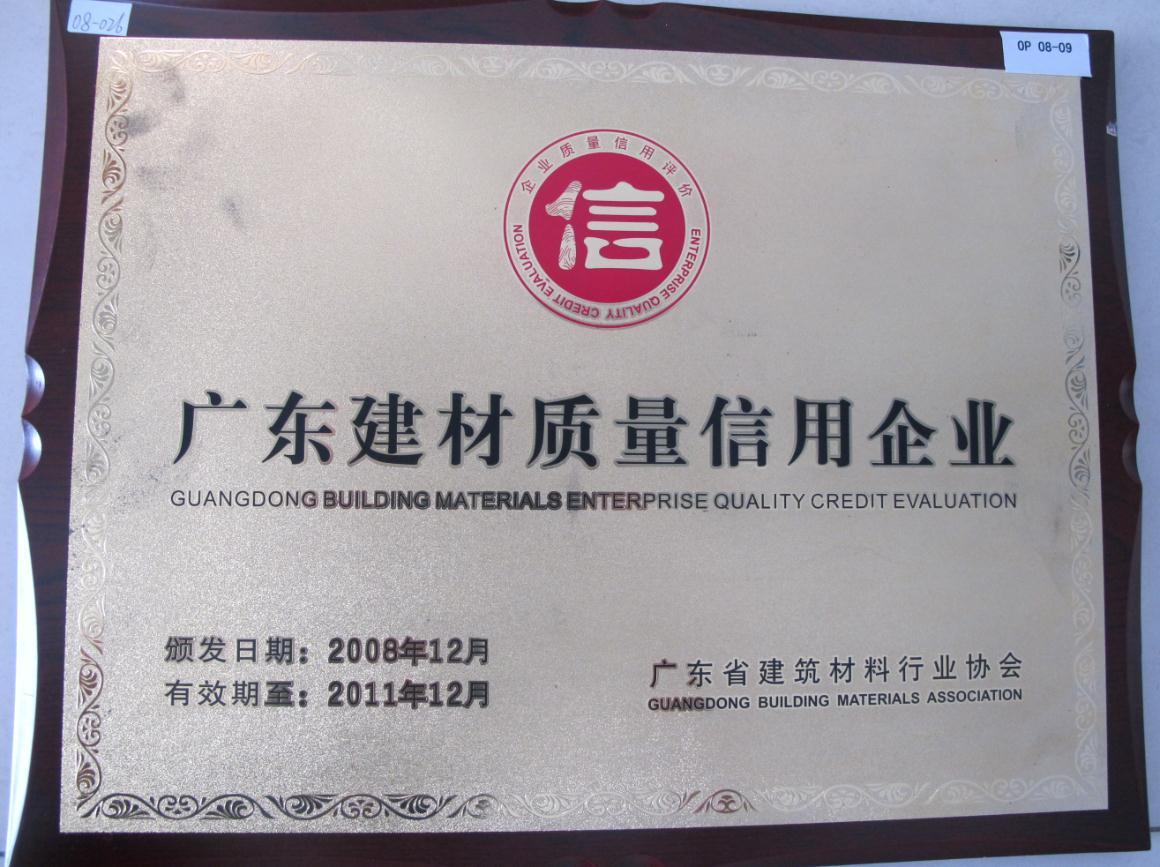 08-026
OP 08-09
企业质量信用评价
信
ENTERPRISE QUALITY CREDIT EVALUATION
广东建材质量信用企业
GUANGDONG BUILDING MATERIALS ENTERPRISE QUALITY CREDIT EVALUATION
颁发日期：2008年12月
有效期至：2011年12月
广东省建筑材料行业协会
GUANGDONG BUILDING MATERIALS ASSOCIATION